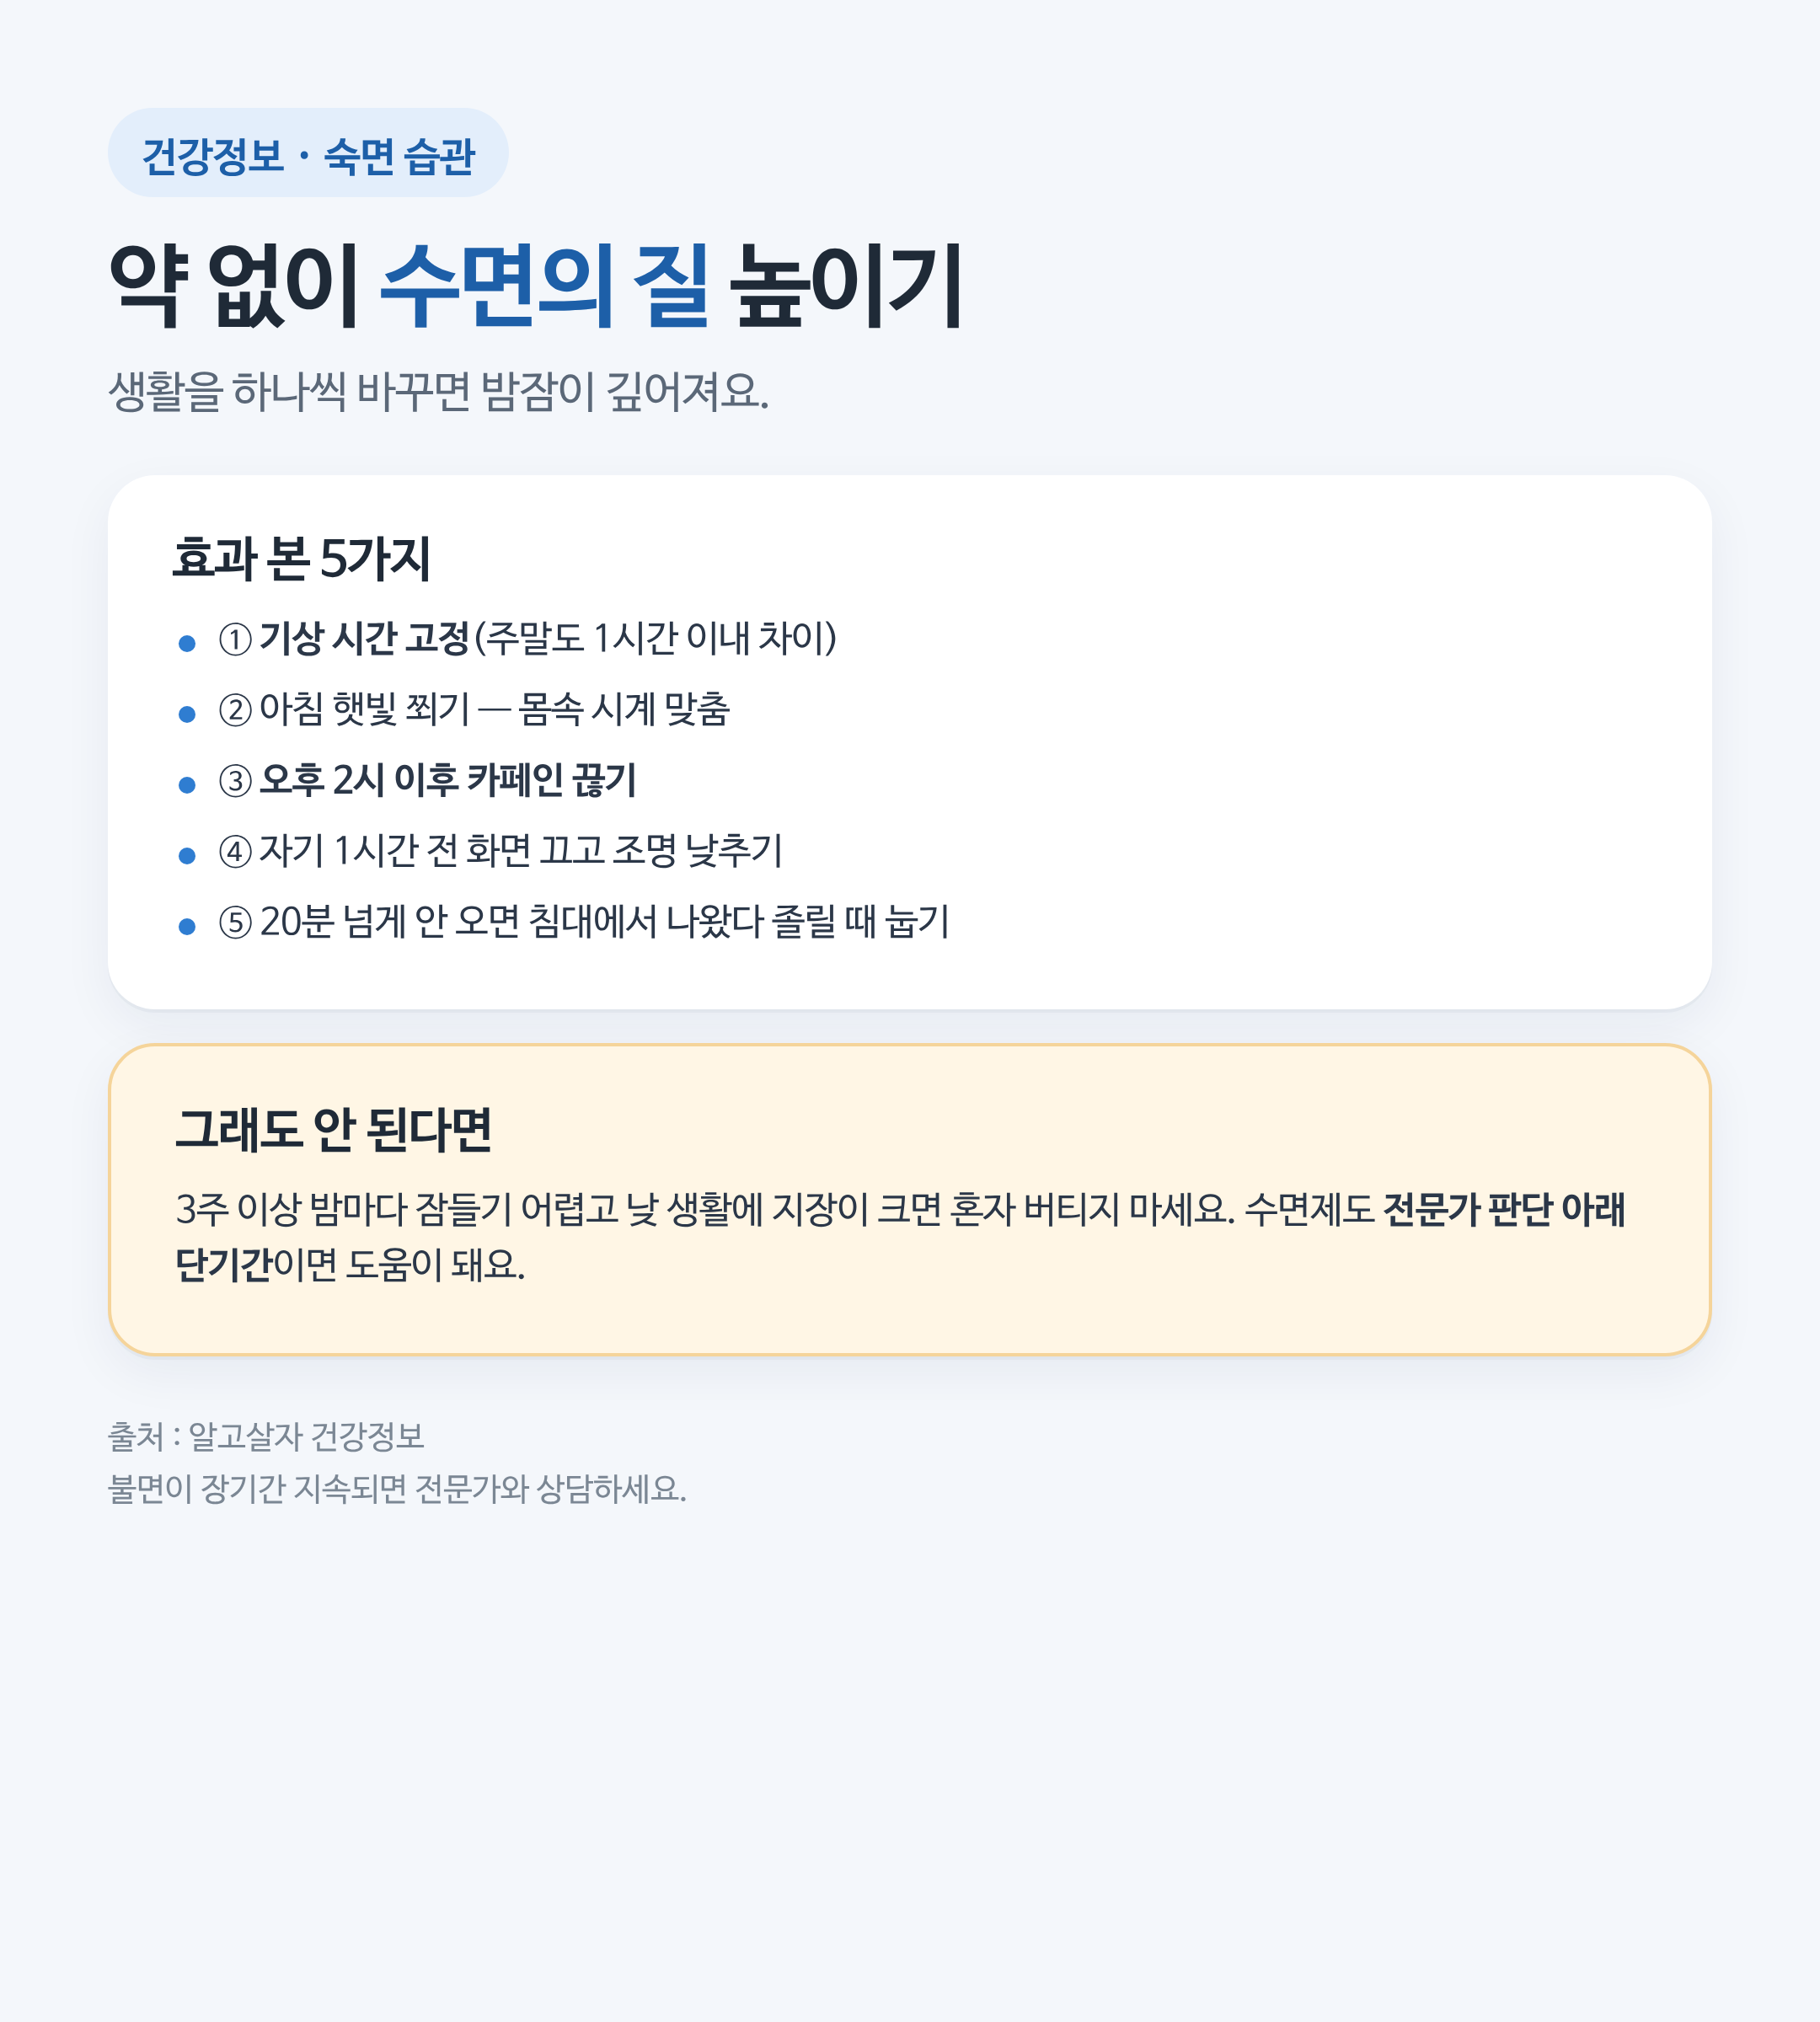 건강정보 · 숙면 습관
약 없이 수면의 질 높이기
생활을 하나씩 바꾸면 밤잠이 깊어져요.
효과 본 5가지
① 기상 시간 고정(주말도 1시간 이내 차이)
② 아침 햇빛 쬐기 — 몸속 시계 맞춤
③ 오후 2시 이후 카페인 끊기
④ 자기 1시간 전 화면 끄고 조명 낮추기
⑤ 20분 넘게 안 오면 침대에서 나왔다 졸릴 때 눕기
그래도 안 된다면
3주 이상 밤마다 잠들기 어렵고 낮 생활에 지장이 크면 혼자 버티지 마세요. 수면제도 전문가 판단 아래
단기간이면 도움이 돼요.
출처 : 알고살자 건강정보
불면이 장기간 지속되면 전문가와 상담하세요.